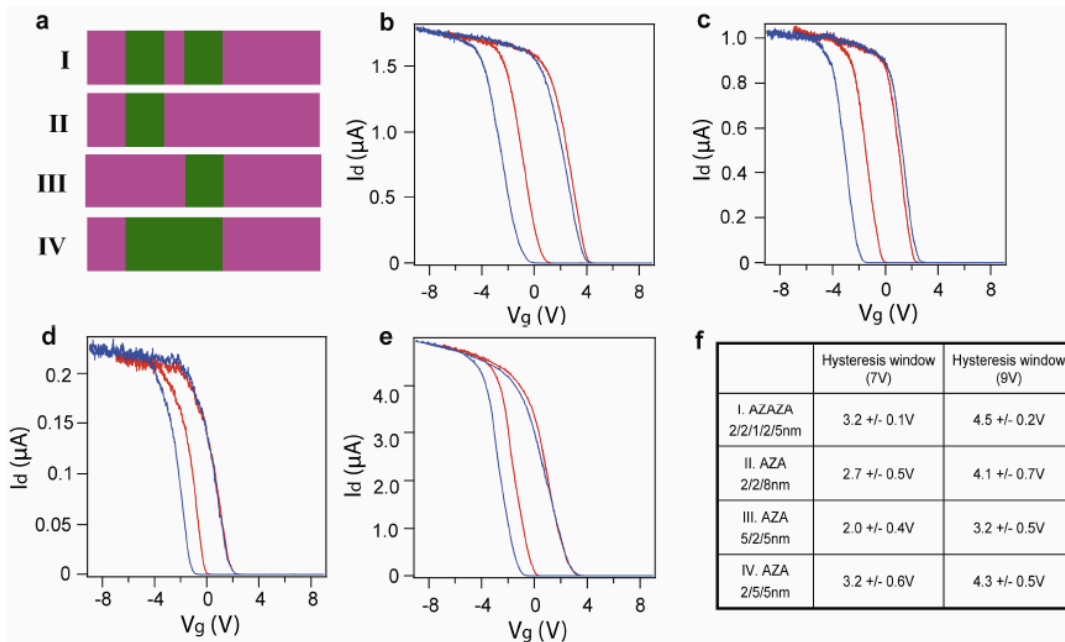 a
I
II
III
IV
b
Id (µA)
1.5
1.0
0.5
0
-8 -4 0 4 8
Vg (V)
c
Id (µA)
1.0
0.8
0.6
0.4
0.2
0
-8 -4 0 4 8
Vg (V)
d
Id (µA)
0.2
0.15
0.1
0.05
0
-8 -4 0 4 8
Vg (V)
e
Id (µA)
4.0
3.0
2.0
1.0
0
-8 -4 0 4 8
Vg (V)
f
Hysteresis window (7V)
Hysteresis window (9V)
I. AZAZA
2/2/1/2/5nm
3.2 +/- 0.1V
4.5 +/- 0.2V
II. AZA
2/2/8nm
2.7 +/- 0.5V
4.1 +/- 0.7V
III. AZA
5/2/5nm
2.0 +/- 0.4V
3.2 +/- 0.5V
IV. AZA
2/5/5nm
3.2 +/- 0.6V
4.3 +/- 0.5V